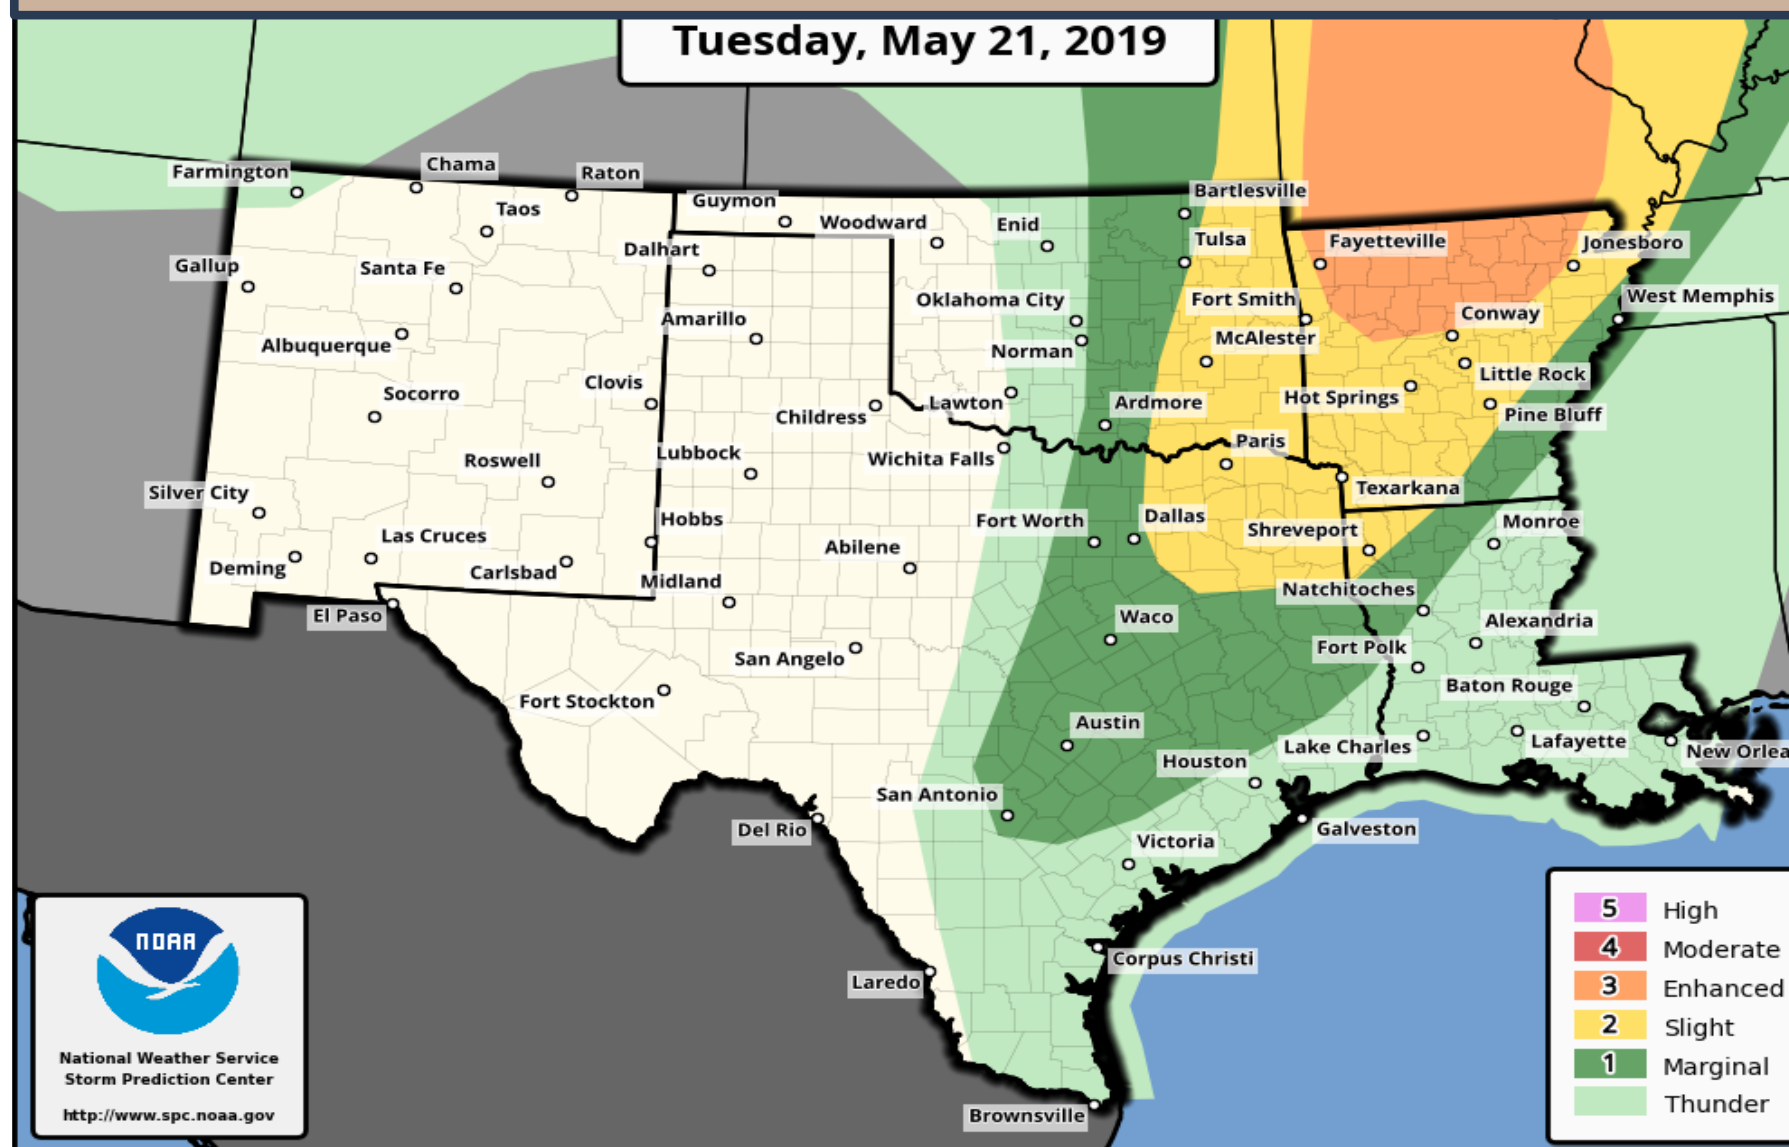 Tuesday, May 21, 2019
Farmington
Chama
Raton
Taos
Guymon
Woodward
Enid
Bartlesville
Tulsa
Fayetteville
Jonesboro
Gallup
Santa Fe
Dalhart
Oklahoma City
Fort Smith
West Memphis
Albuquerque
Amarillo
Norman
McAlester
Conway
Socorro
Clovis
Childress
Lawton
Ardmore
Hot Springs
Little Rock
Pine Bluff
Roswell
Lubbock
Wichita Falls
Paris
Texarkana
Silver City
Hobbs
Fort Worth
Dallas
Shreveport
Monroe
Las Cruces
Deming
Carlsbad
Midland
Abilene
Natchitoches
El Paso
Waco
Alexandria
San Angelo
Fort Polk
Fort Stockton
Baton Rouge
Austin
Houston
Lake Charles
Lafayette
New Orlea
San Antonio
Del Rio
Victoria
Galveston
Corpus Christi
Laredo
Brownsville
NOAA
National Weather Service
Storm Prediction Center
http://www.spc.noaa.gov
5 High
4 Moderate
3 Enhanced
2 Slight
1 Marginal
Thunder